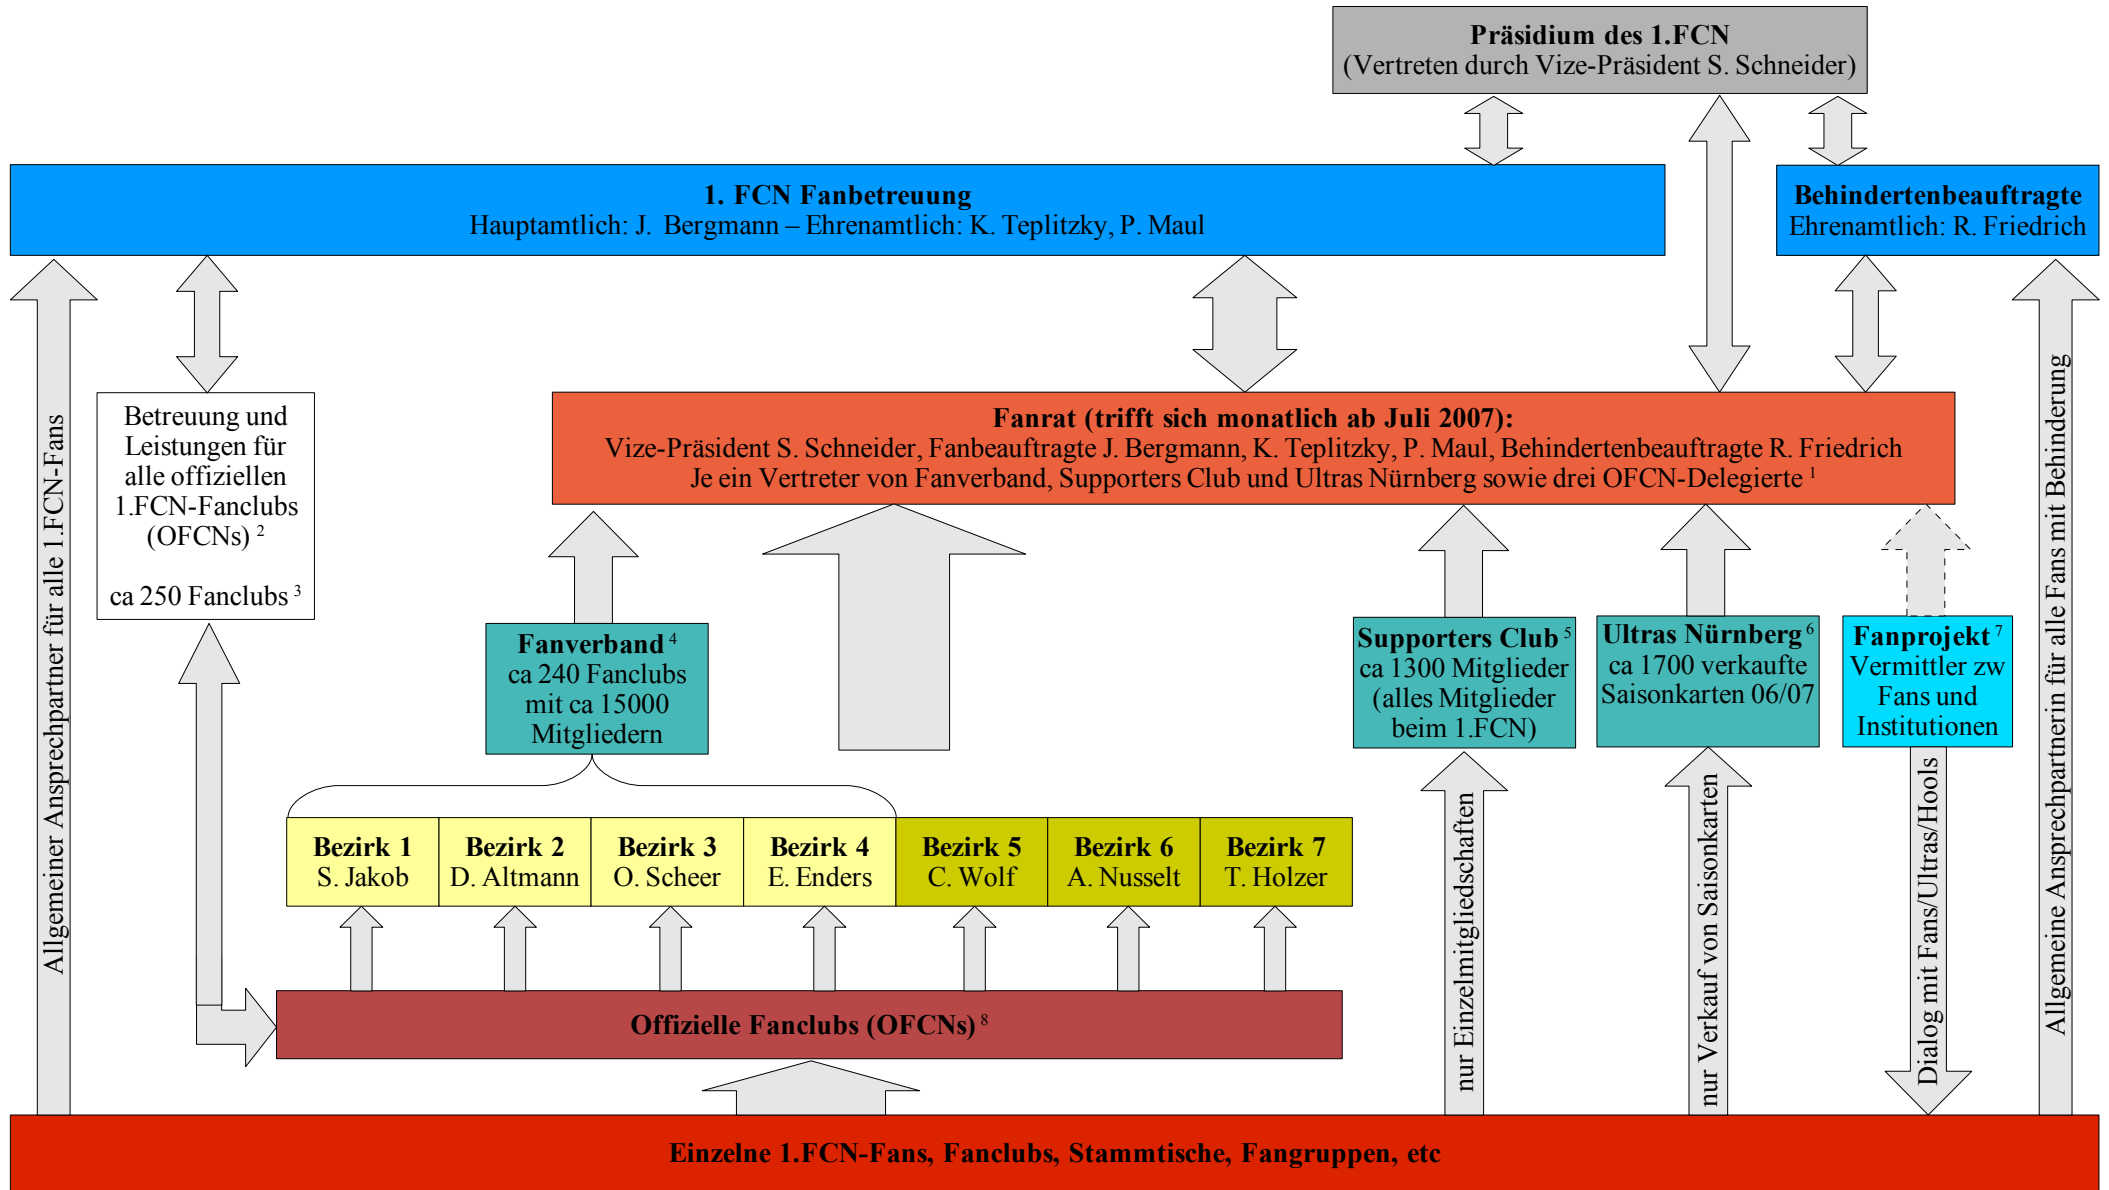 Präsidium des 1.FCN
(Vertreten durch Vize-Präsident S. Schneider)
1. FCN Fanbetreuung
Hauptamtlich: J. Bergmann – Ehrenamtlich: K. Teplitzky, P. Maul
Behindertenbeauftragte
Ehrenamtlich: R. Friedrich
Allgemeiner Ansprechpartner für alle 1.FCN-Fans
Betreuung und
Leistungen für
alle offiziellen
1.FCN-Fanclubs
(OFCNs) 2
ca 250 Fanclubs 3
Fanrat (trifft sich monatlich ab Juli 2007):
Vize-Präsident S. Schneider, Fanbeauftragte J. Bergmann, K. Teplitzky, P. Maul, Behindertenbeauftragte R. Friedrich
Je ein Vertreter von Fanverband, Supporters Club und Ultras Nürnberg sowie drei OFCN-Delegierte 1
Fanverband 4
ca 240 Fanclubs
mit ca 15000
Mitgliedern
Supporters Club 5
ca 1300 Mitglieder
(alles Mitglieder
beim 1.FCN)
Ultras Nürnberg 6
ca 1700 verkaufte
Saisonkarten 06/07
Fanprojekt 7
Vermittler zw
Fans und
Institutionen
Allgemeine Ansprechpartnerin für alle Fans mit Behinderung
Bezirk 1
S. Jakob
Bezirk 2
D. Altmann
Bezirk 3
O. Scheer
Bezirk 4
E. Enders
Bezirk 5
C. Wolf
Bezirk 6
A. Nusselt
Bezirk 7
T. Holzer
nur Einzelmitgliedschaften
nur Verkauf von Saisonkarten
Dialog mit Fans/Ultras/Hools
Offizielle Fanclubs (OFCNs) 8
Einzelne 1.FCN-Fans, Fanclubs, Stammtische, Fangruppen, etc